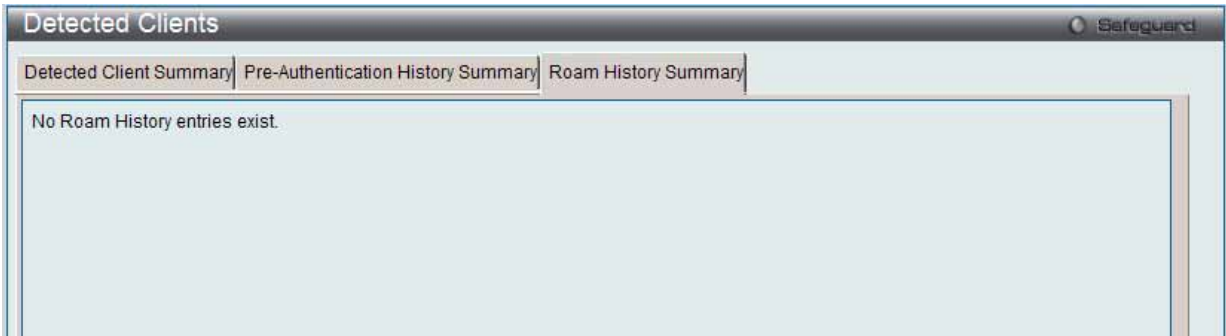 Detected Clients
Safeguard
Detected Client Summary Pre-Authentication History Summary Roam History Summary
No Roam History entries exist.